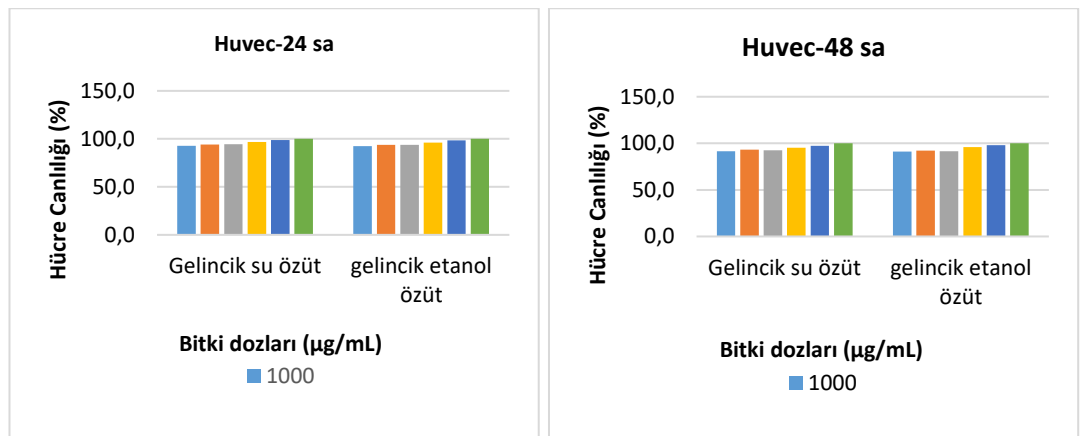 Huvec-24 sa
Hücre Canlılığı (%)
150,0
100,0
50,0
0,0
Gelincik su özüt
gelincik etanol
özüt
Bitki dozları (µg/mL)
1000
Huvec-48 sa
Hücre Canlılığı (%)
150,0
100,0
50,0
0,0
Gelincik su özüt
gelincik etanol
özüt
Bitki dozları (µg/mL)
1000